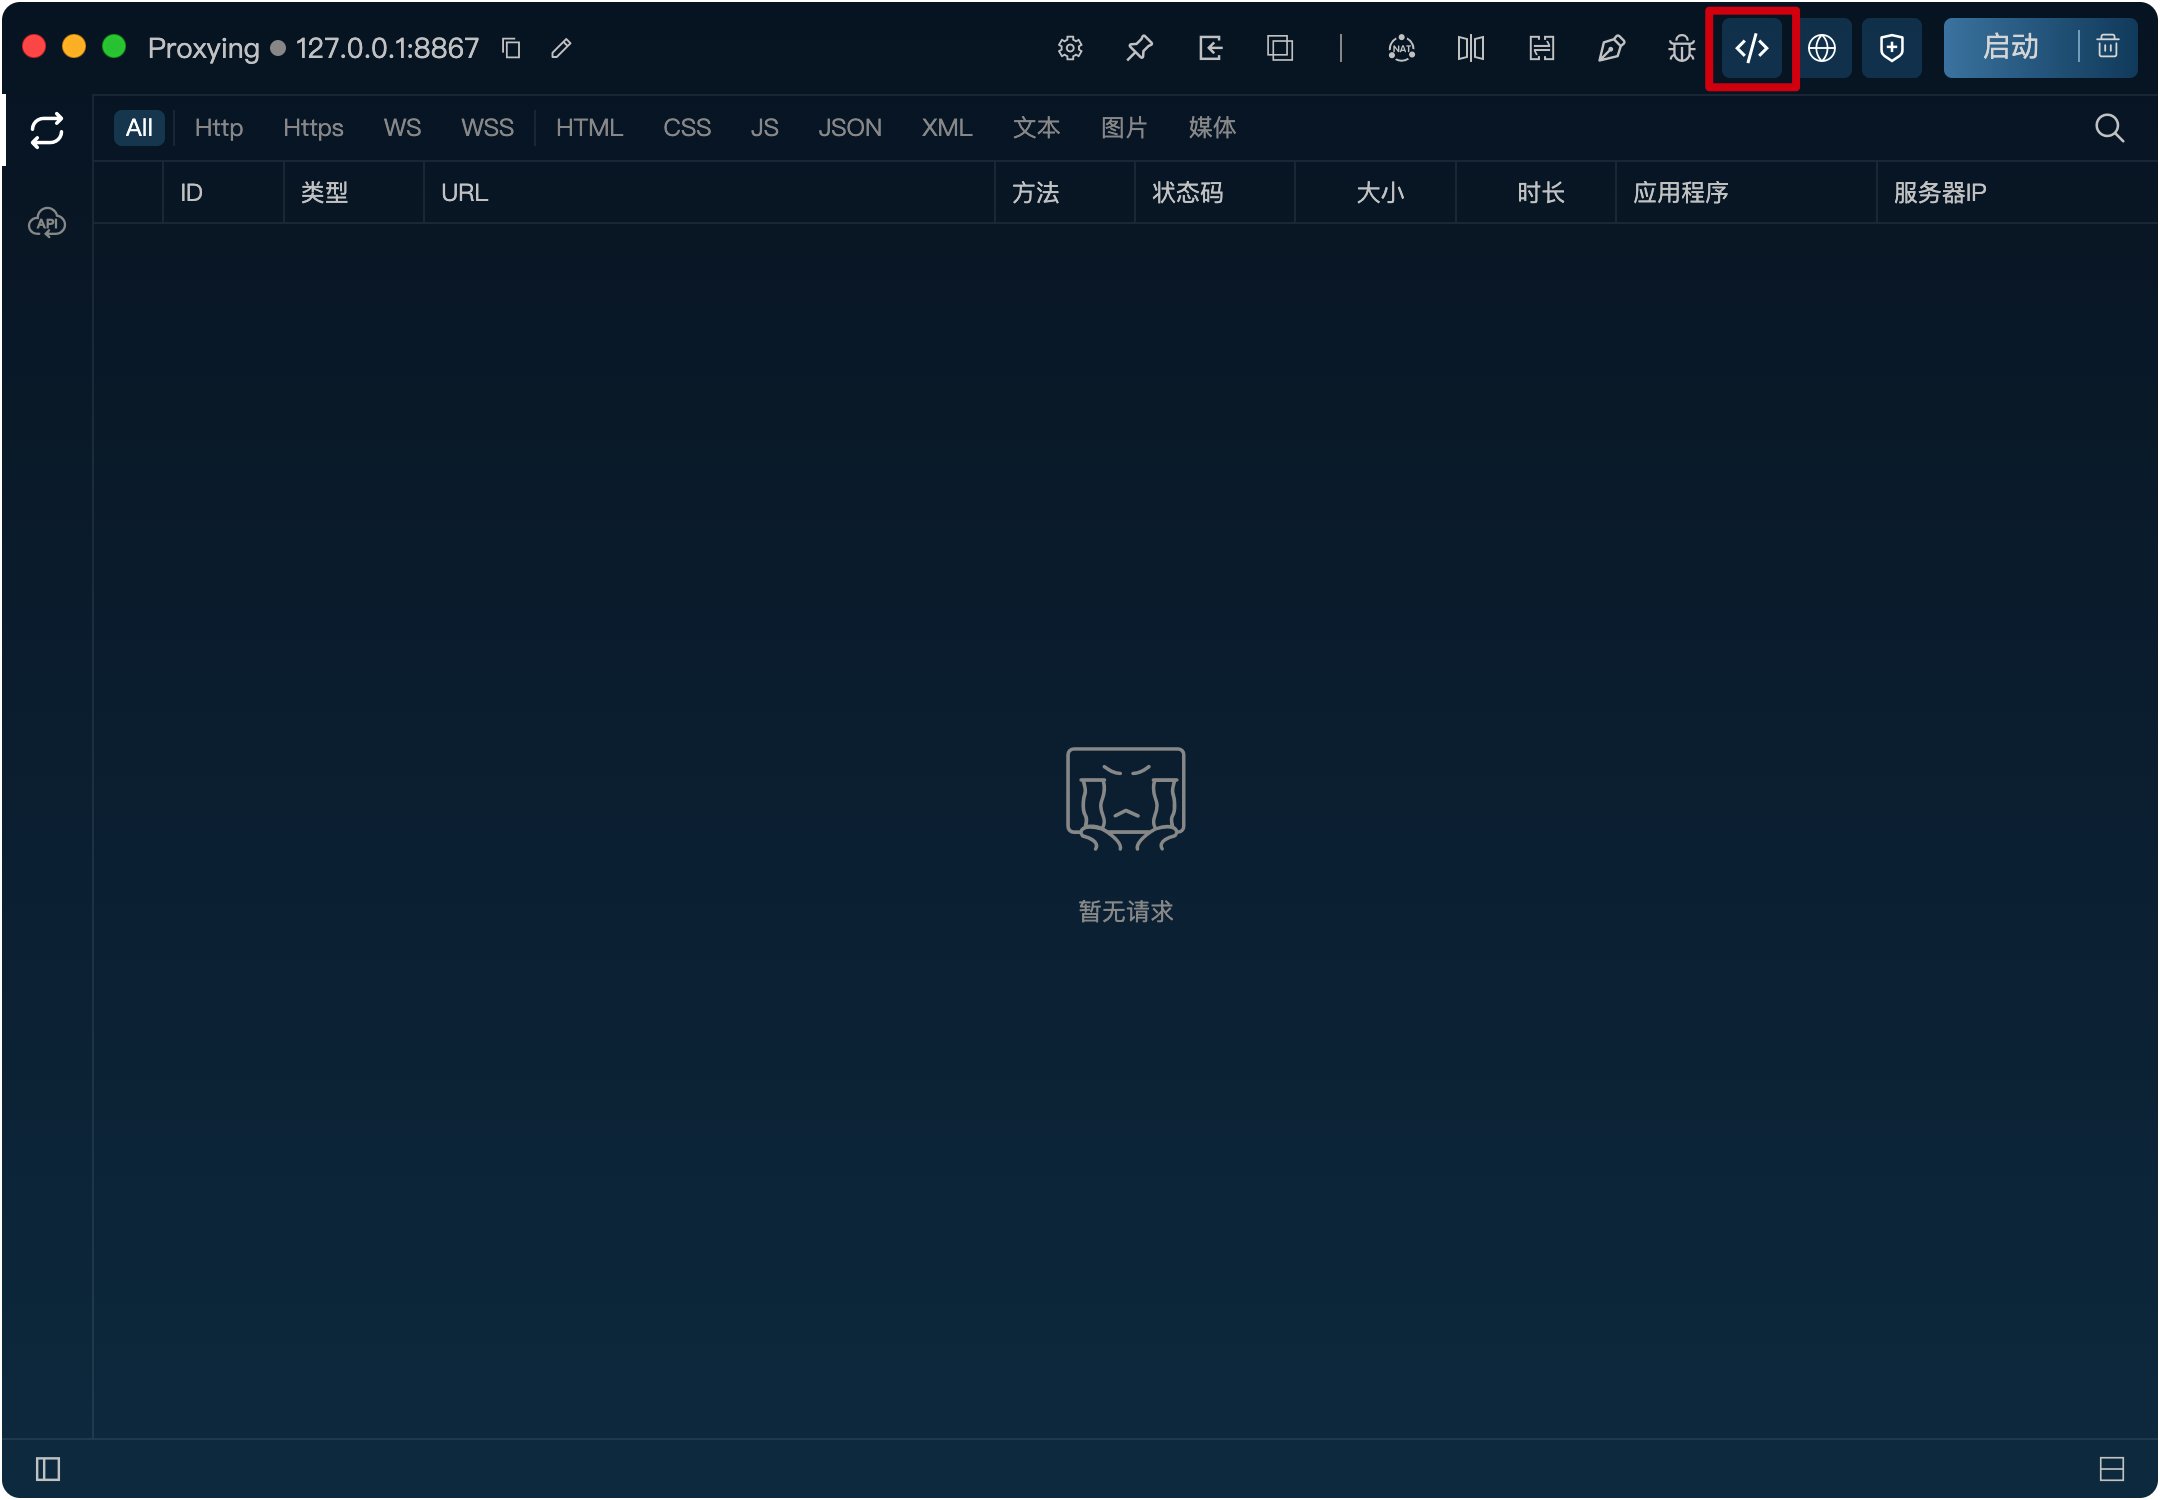 Proxying 127.0.0.1:8867 NAT 启动
All Http Https WS WSS HTML CSS JS JSON XML 文本 图片 媒体
ID 类型 URL 方法 状态码 大小 时长 应用程序 服务器IP
API
暂无请求